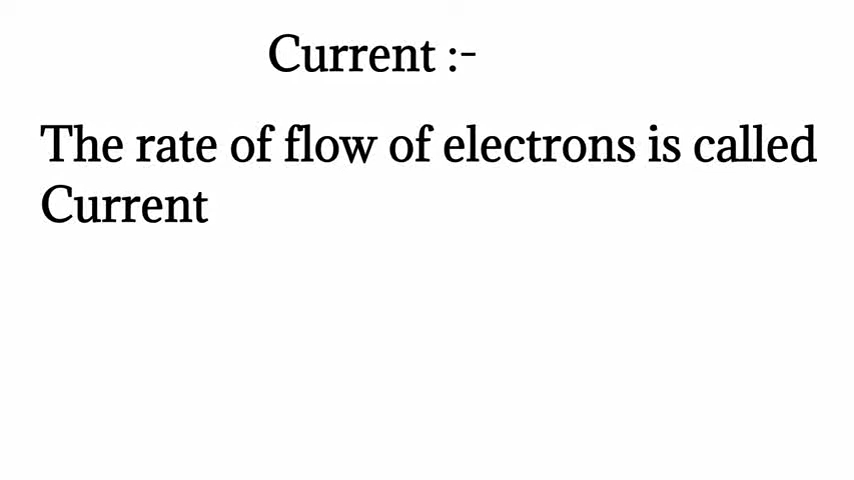 Current :-
The rate of flow of electrons is called
Current